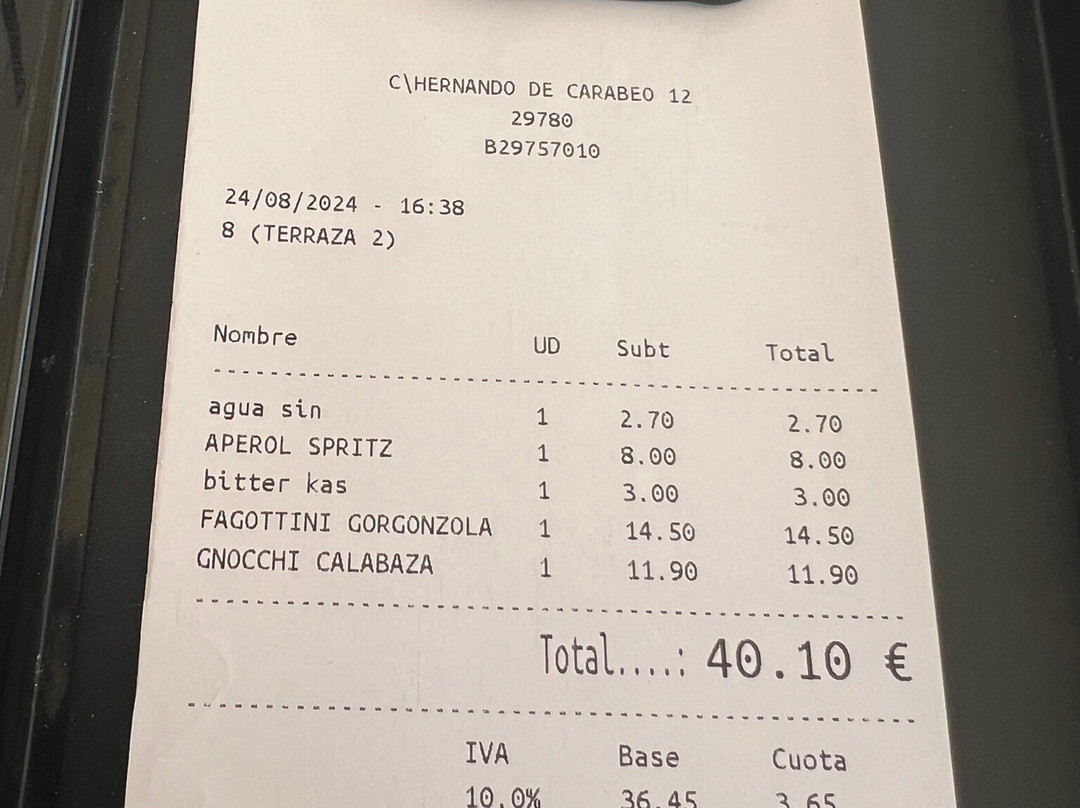 C\HERNANDO DE CARABEO 12
29780
B29757010
24/08/2024 - 16:38
8 (TERRAZA 2)
Nombre UD Subt Total
agua sin 1 2.70 2.70
APEROL SPRITZ 1 8.00 8.00
bitter kas 1 3.00 3.00
FAGOTTINI GORGONZOLA 1 14.50 14.50
GNOCCHI CALABAZA 1 11.90 11.90
Total....: 40.10 €
IVA Base Cuota
10.0% 36.45 3.65